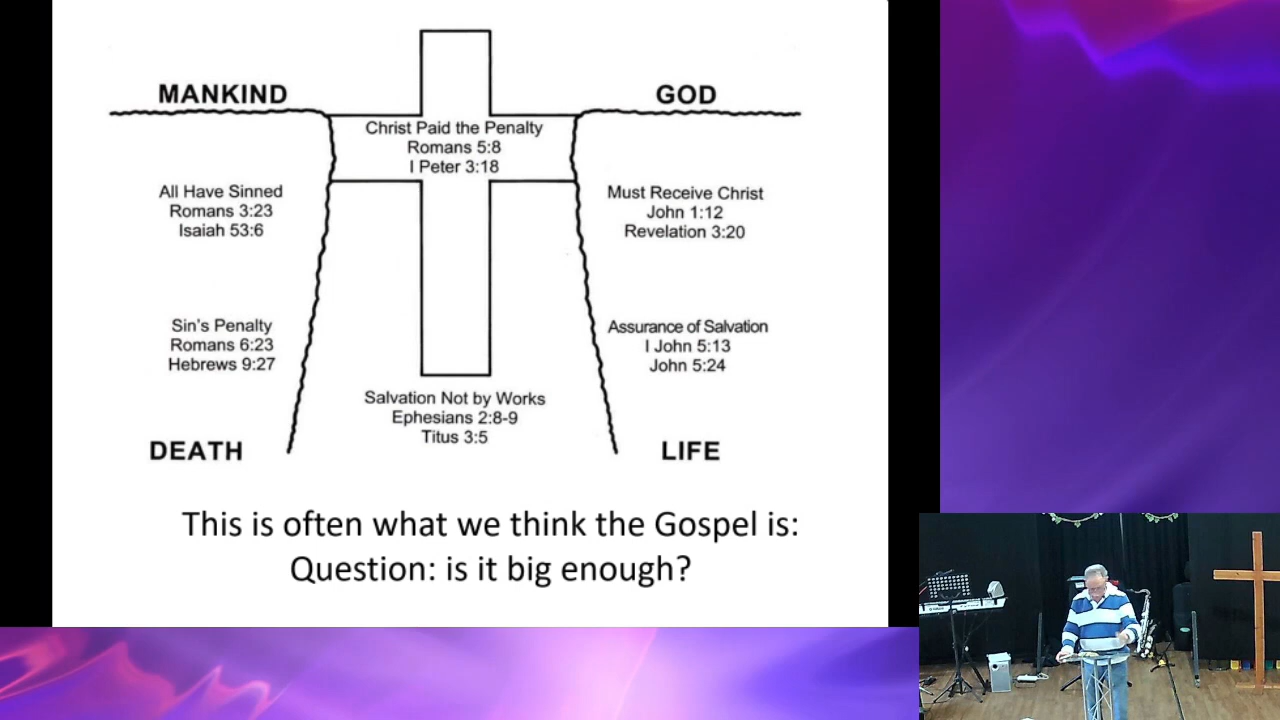 MANKIND
GOD
Christ Paid the Penalty
Romans 5:8
I Peter 3:18
All Have Sinned
Romans 3:23
Isaiah 53:6
Must Receive Christ
John 1:12
Revelation 3:20
Sin's Penalty
Romans 6:23
Hebrews 9:27
Assurance of Salvation
I John 5:13
John 5:24
Salvation Not by Works
Ephesians 2:8-9
Titus 3:5
DEATH
LIFE
This is often what we think the Gospel is:
Question: is it big enough?